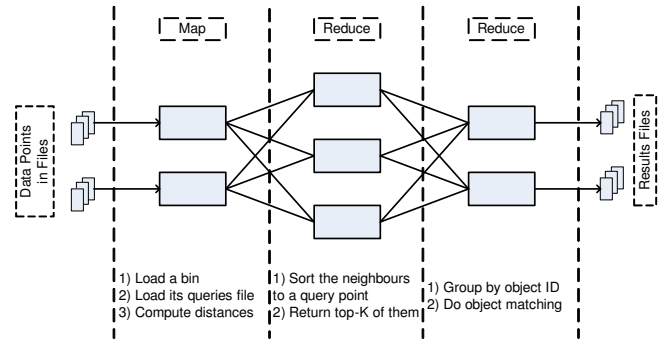 Map
Reduce
Reduce
Data Points
in Files
Results Files
1) Load a bin
2) Load its queries file
3) Compute distances
1) Sort the neighbours
to a query point
2) Return top-K of them
1) Group by object ID
2) Do object matching